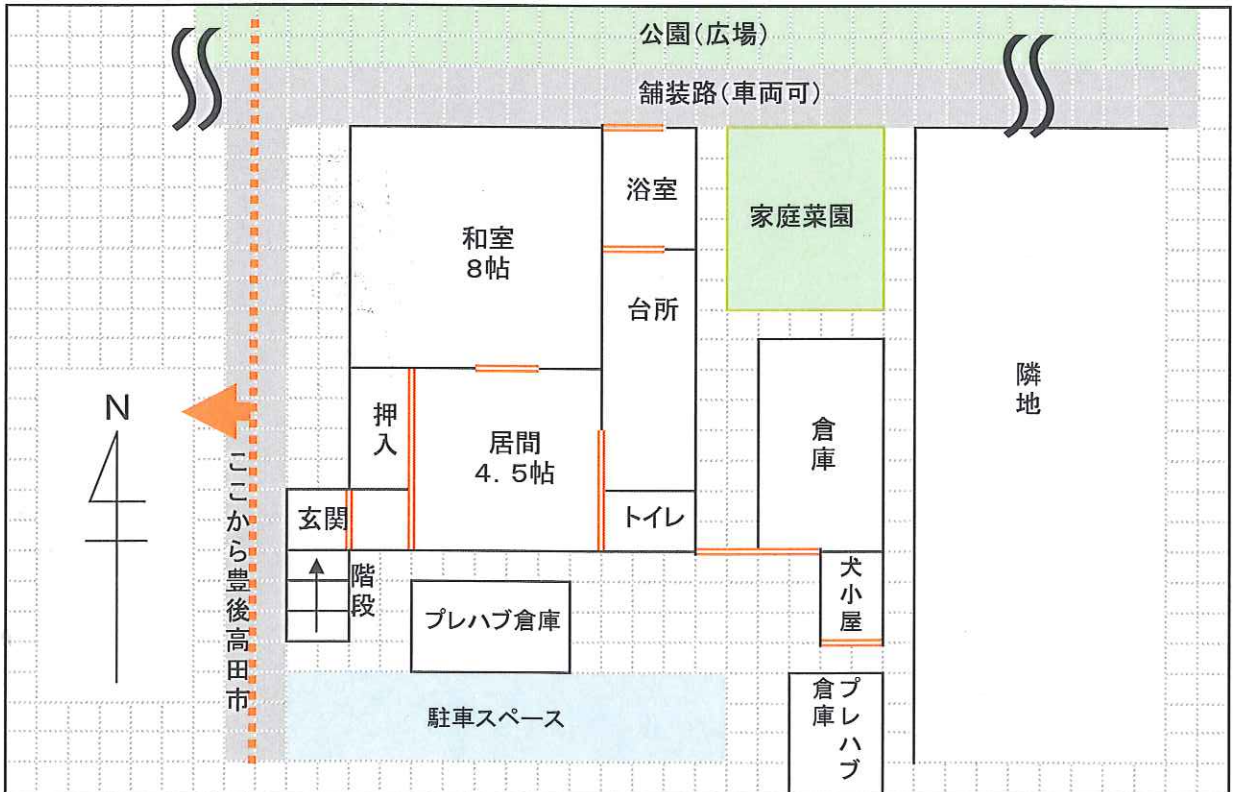 公園(広場)
舗装路(車両可)
浴室
家庭菜園
和室
8帖
台所
隣地
N
押入
居間
4.5帖
倉庫
玄関
トイレ
ここから豊後高田市
階段
プレハブ倉庫
犬小屋
駐車スペース
プレハブ
倉庫